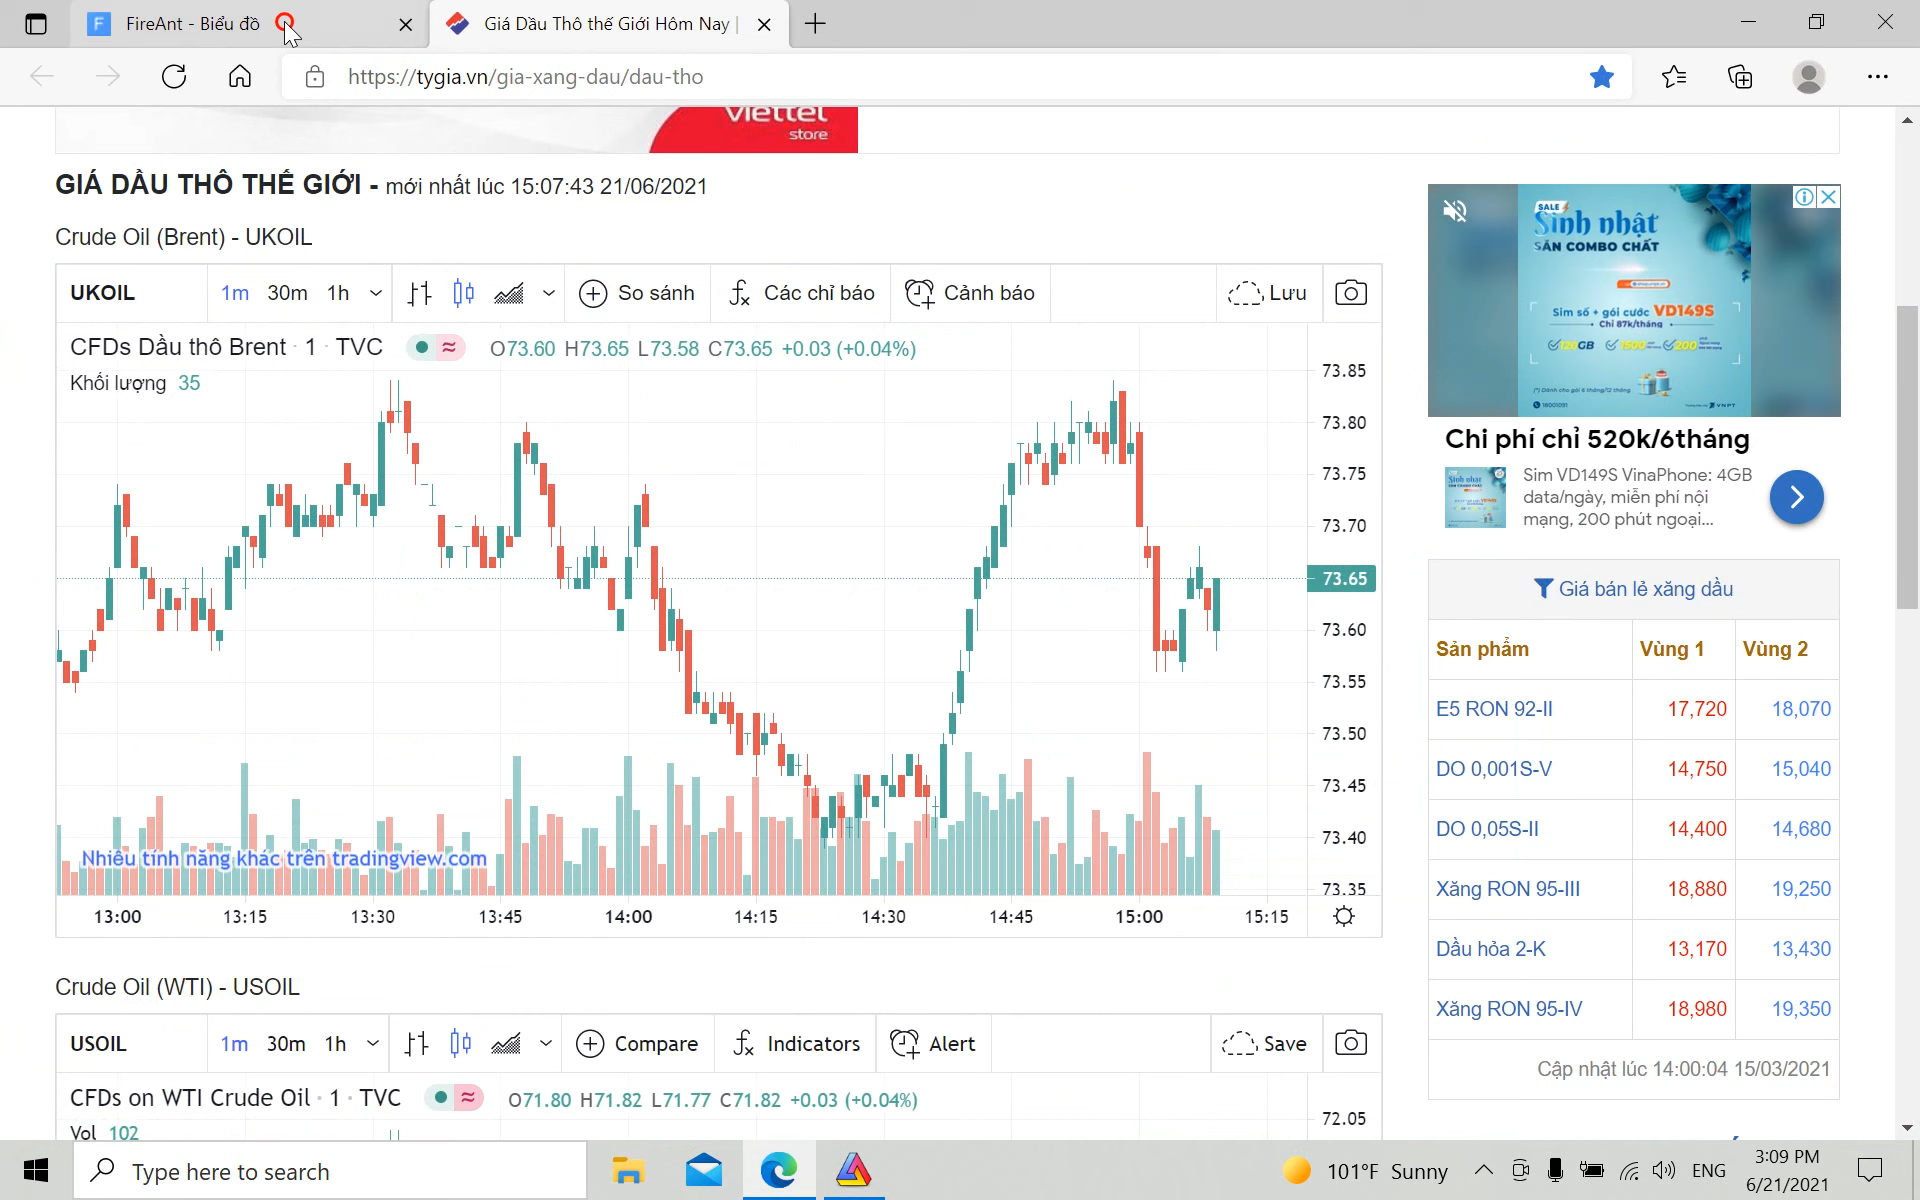 FireAnt - Biểu đồ
Giá Dầu Thô thế Giới Hôm Nay |
https://tygia.vn/gia-xang-dau/dau-tho
viettel
store
GIÁ DẦU THÔ THẾ GIỚI - mới nhất lúc 15:07:43 21/06/2021
Crude Oil (Brent) - UKOIL
UKOIL 1m 30m 1h So sánh Các chỉ báo Cảnh báo Lưu
CFDs Dầu thô Brent · 1 · TVC O73.60 H73.65 L73.58 C73.65 +0.03 (+0.04%)
Khối lượng 35
73.85
73.80
73.75
73.70
73.65
73.60
73.55
73.50
73.45
73.40
73.35
Nhiều tính năng khác trên tradingview.com
13:00 13:15 13:30 13:45 14:00 14:15 14:30 14:45 15:00 15:15
Crude Oil (WTI) - USOIL
USOIL 1m 30m 1h Compare Indicators Alert Save
CFDs on WTI Crude Oil · 1 · TVC O71.80 H71.82 L71.77 C71.82 +0.03 (+0.04%)
Vol 102
72.05
SALE
Sinh nhật
SĂN COMBO CHẤT
Sim số + gói cước VD149S
Chỉ 87k/tháng
120GB 1500 200
(*) Dành cho gói 6 tháng/12 tháng
18001091 VNPT
Chi phí chỉ 520k/6tháng
Sim VD149S VinaPhone: 4GB
data/ngày, miễn phí nội
mạng, 200 phút ngoại...
Giá bán lẻ xăng dầu
Sản phẩm Vùng 1 Vùng 2
E5 RON 92-II 17,720 18,070
DO 0,001S-V 14,750 15,040
DO 0,05S-II 14,400 14,680
Xăng RON 95-III 18,880 19,250
Dầu hỏa 2-K 13,170 13,430
Xăng RON 95-IV 18,980 19,350
Cập nhật lúc 14:00:04 15/03/2021
Type here to search
101°F Sunny
ENG
3:09 PM
6/21/2021